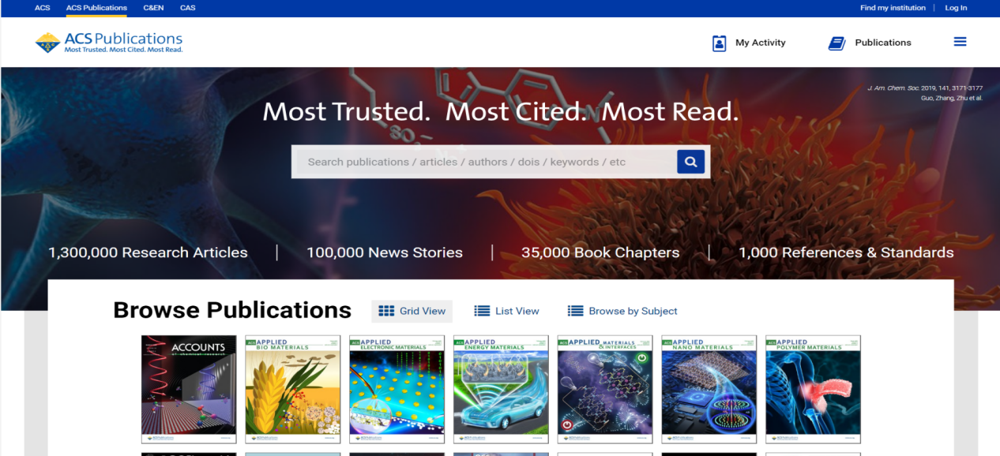 ACS
ACS Publications
C&EN
CAS
Find my institution
Log In
ACS Publications
Most Trusted. Most Cited. Most Read.
My Activity
Publications
J. Am. Chem. Soc. 2019, 141, 3171-3177
Guo, Zhang, Zhu et al.
Most Trusted. Most Cited. Most Read.
SO
Search publications / articles / authors / dois / keywords / etc
1,300,000 Research Articles
100,000 News Stories
35,000 Book Chapters
1,000 References & Standards
Browse Publications
Grid View
List View
Browse by Subject
ACCOUNTS
of chemical research
ACS APPLIED
BIO MATERIALS
ACS APPLIED
ELECTRONIC MATERIALS
ACS APPLIED
ENERGY MATERIALS
ACS APPLIED MATERIALS
& INTERFACES
ACS APPLIED
NANO MATERIALS
ACS APPLIED
POLYMER MATERIALS